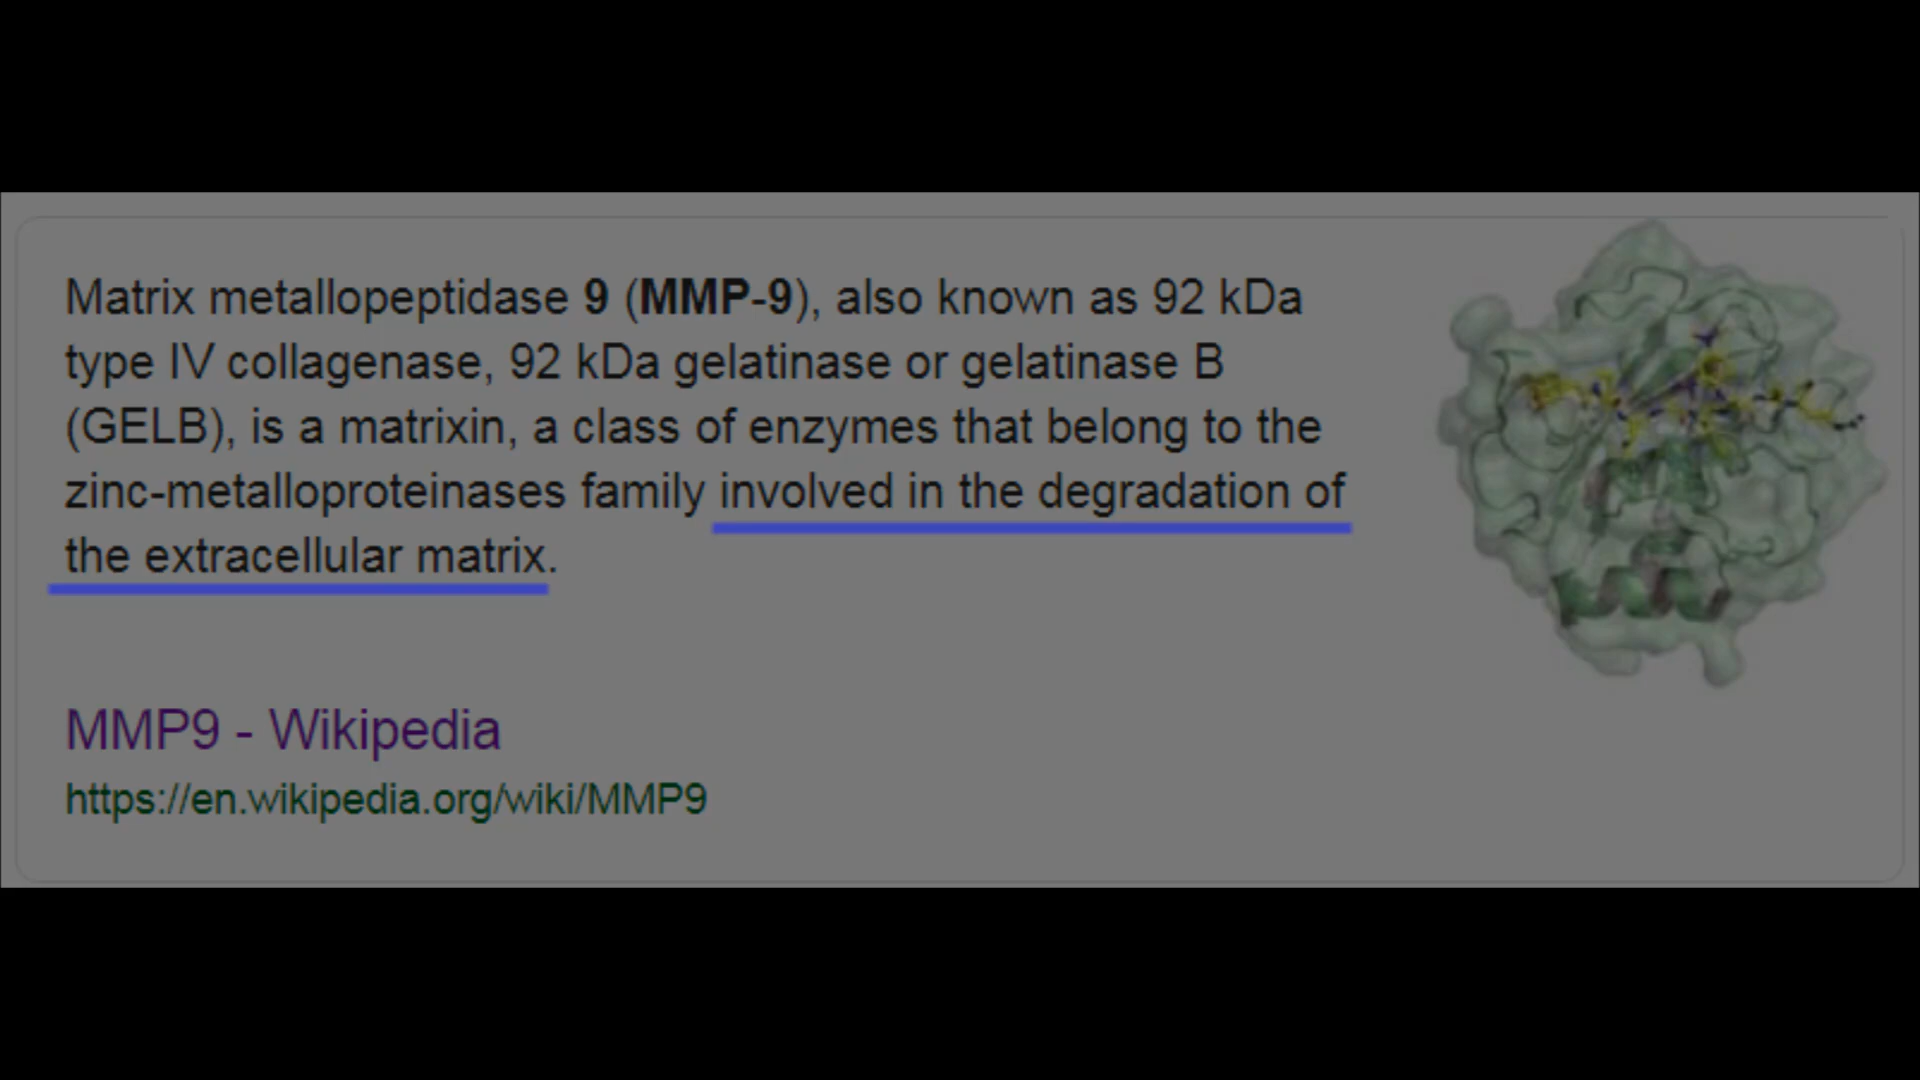 Matrix metallopeptidase 9 (MMP-9), also known as 92 kDa
type IV collagenase, 92 kDa gelatinase or gelatinase B
(GELB), is a matrixin, a class of enzymes that belong to the
zinc-metalloproteinases family involved in the degradation of
the extracellular matrix.
MMP9 - Wikipedia
https://en.wikipedia.org/wiki/MMP9